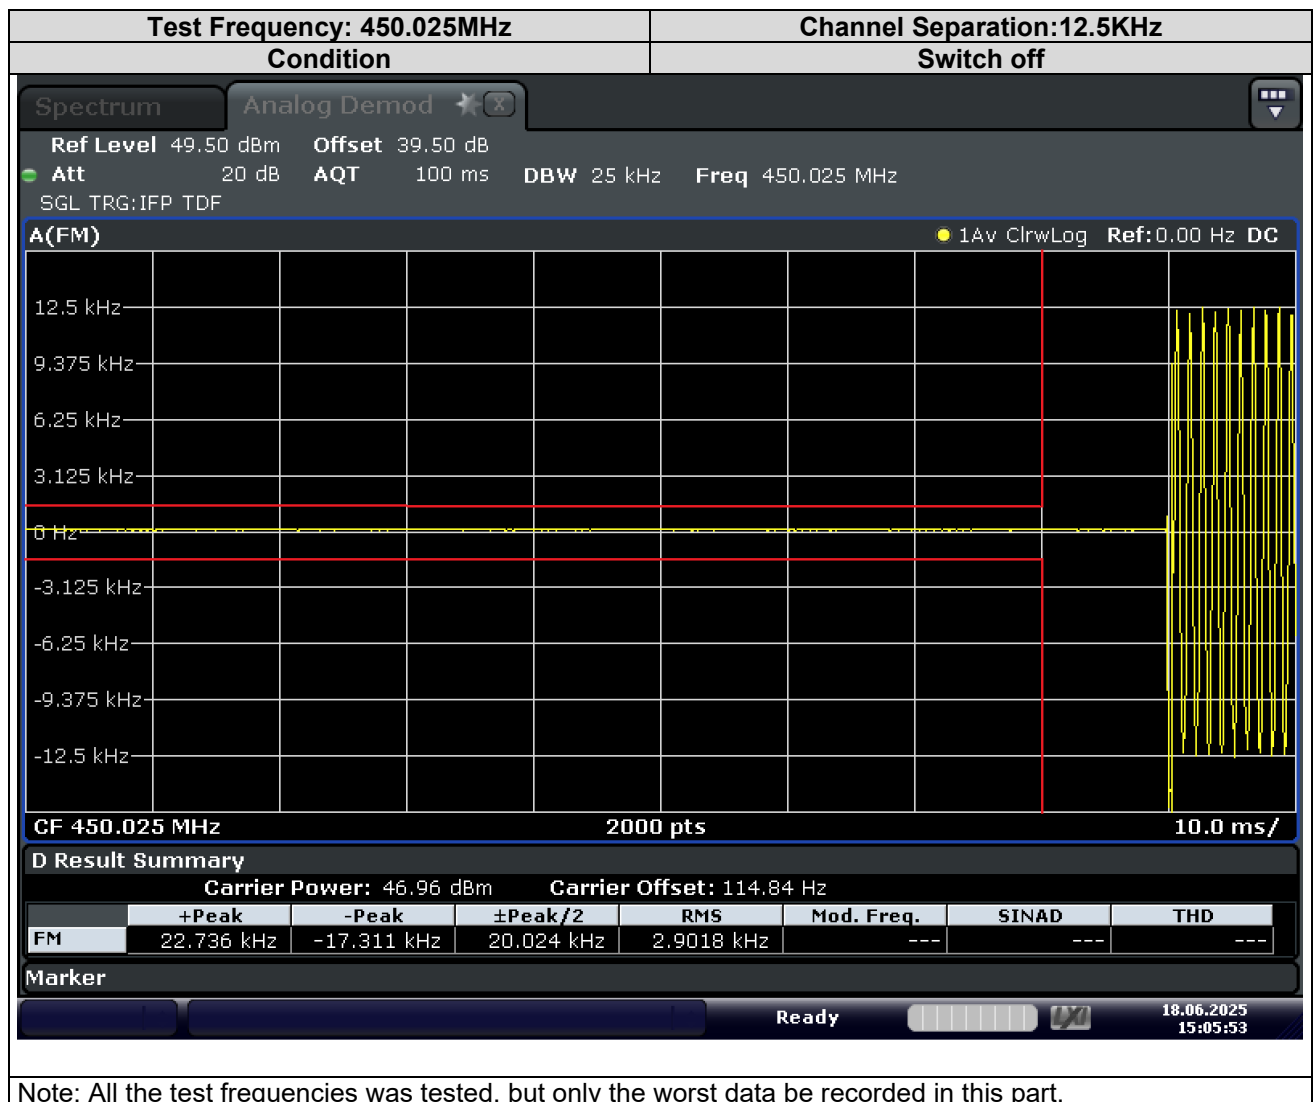 Test Frequency: 450.025MHz Channel Separation:12.5KHz
Condition Switch off
Spectrum Analog Demod X
Ref Level 49.50 dBm Offset 39.50 dB
Att 20 dB AQT 100 ms DBW 25 kHz Freq 450.025 MHz
SGL TRG:IFP TDF
A(FM) 1Av ClrwLog Ref:0.00 Hz DC
12.5 kHz
9.375 kHz
6.25 kHz
3.125 kHz
0 Hz
-3.125 kHz
-6.25 kHz
-9.375 kHz
-12.5 kHz
CF 450.025 MHz 2000 pts 10.0 ms/
D Result Summary
Carrier Power: 46.96 dBm Carrier Offset: 114.84 Hz
+Peak -Peak ±Peak/2 RMS Mod. Freq. SINAD THD
FM 22.736 kHz -17.311 kHz 20.024 kHz 2.9018 kHz --- --- ---
Marker
Ready LXI 18.06.2025
15:05:53
Note: All the test frequencies was tested, but only the worst data be recorded in this part.